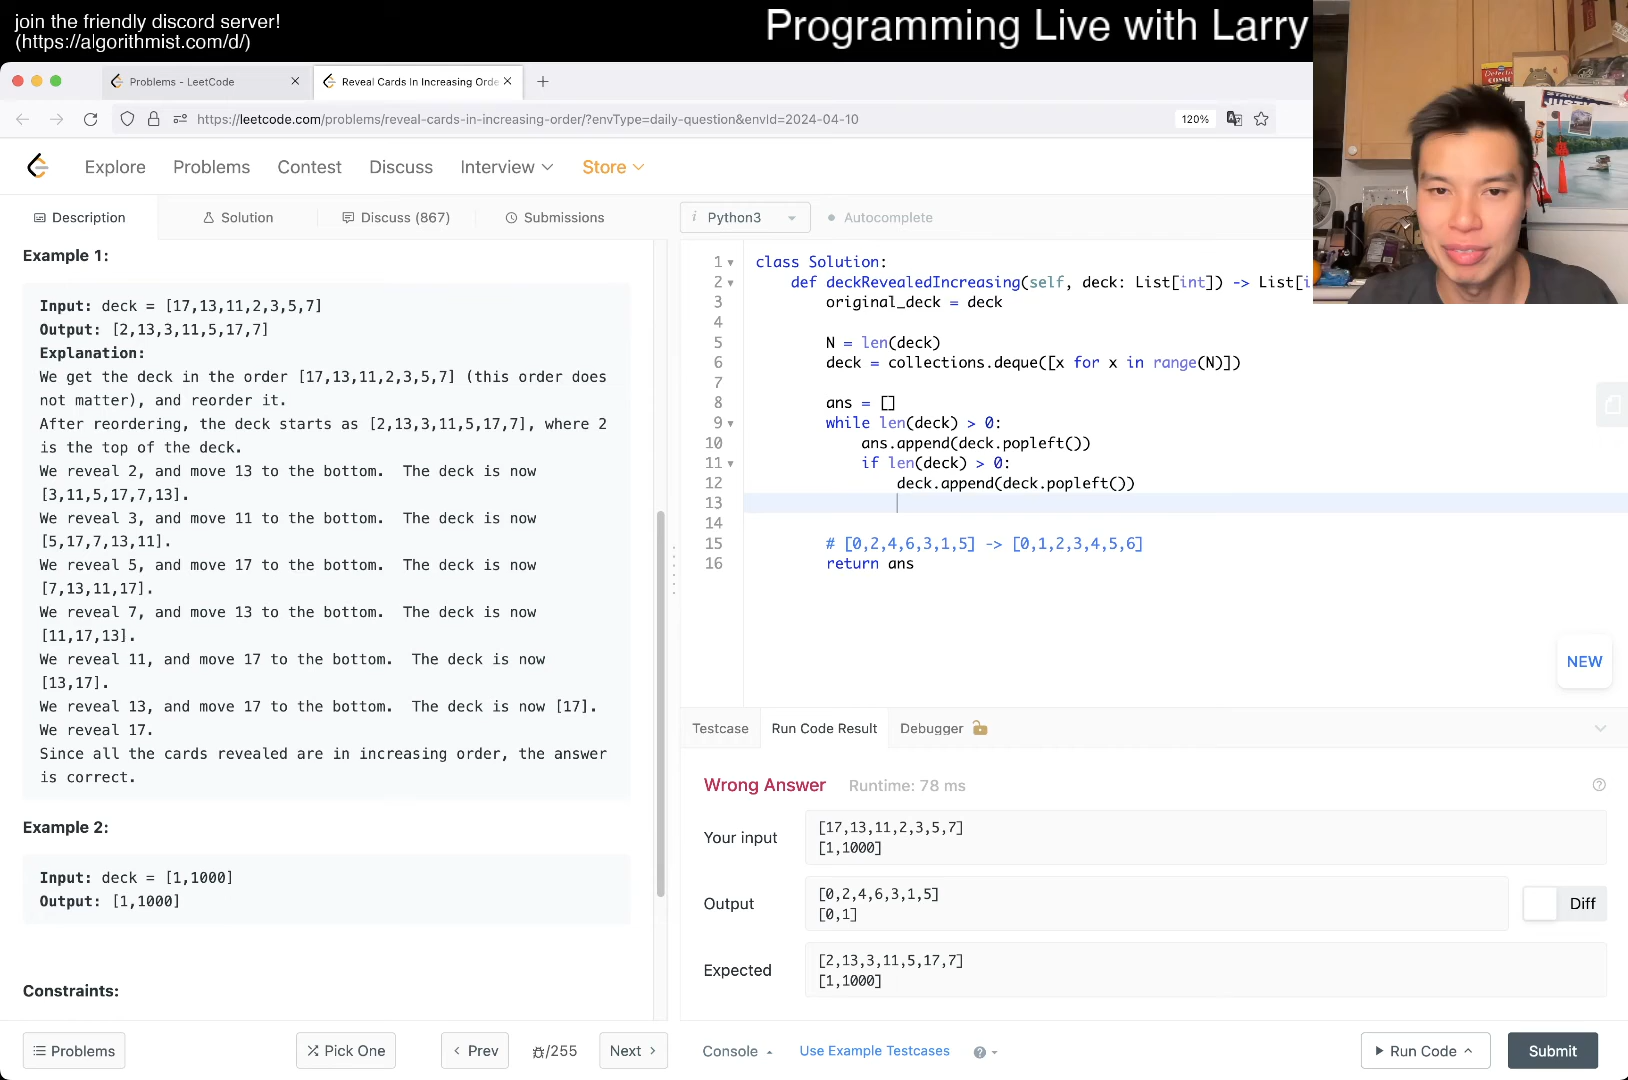 join the friendly discord server!
(https://algorithmist.com/d/)
Programming Live with Larry
Problems - LeetCode
Reveal Cards In Increasing Orde
https://leetcode.com/problems/reveal-cards-in-increasing-order/?envType=daily-question&envId=2024-04-10
120%
Explore
Problems
Contest
Discuss
Interview
Store
Description
Solution
Discuss (867)
Submissions
i Python3
Autocomplete
Example 1:
Input: deck = [17,13,11,2,3,5,7]
Output: [2,13,3,11,5,17,7]
Explanation:
We get the deck in the order [17,13,11,2,3,5,7] (this order does
not matter), and reorder it.
After reordering, the deck starts as [2,13,3,11,5,17,7], where 2
is the top of the deck.
We reveal 2, and move 13 to the bottom.  The deck is now
[3,11,5,17,7,13].
We reveal 3, and move 11 to the bottom.  The deck is now
[5,17,7,13,11].
We reveal 5, and move 17 to the bottom.  The deck is now
[7,13,11,17].
We reveal 7, and move 13 to the bottom.  The deck is now
[11,17,13].
We reveal 11, and move 17 to the bottom.  The deck is now
[13,17].
We reveal 13, and move 17 to the bottom.  The deck is now [17].
We reveal 17.
Since all the cards revealed are in increasing order, the answer
is correct.
Example 2:
Input: deck = [1,1000]
Output: [1,1000]
Constraints:
1 class Solution:
2 def deckRevealedIncreasing(self, deck: List[int]) -> List[i
3 original_deck = deck
4
5 N = len(deck)
6 deck = collections.deque([x for x in range(N)])
7
8 ans = []
9 while len(deck) > 0:
10 ans.append(deck.popleft())
11 if len(deck) > 0:
12 deck.append(deck.popleft())
13
14
15 # [0,2,4,6,3,1,5] -> [0,1,2,3,4,5,6]
16 return ans
NEW
Testcase
Run Code Result
Debugger
Wrong Answer
Runtime: 78 ms
Your input
[17,13,11,2,3,5,7]
[1,1000]
Output
[0,2,4,6,3,1,5]
[0,1]
Diff
Expected
[2,13,3,11,5,17,7]
[1,1000]
Problems
Pick One
Prev
/255
Next
Console
Use Example Testcases
Run Code
Submit